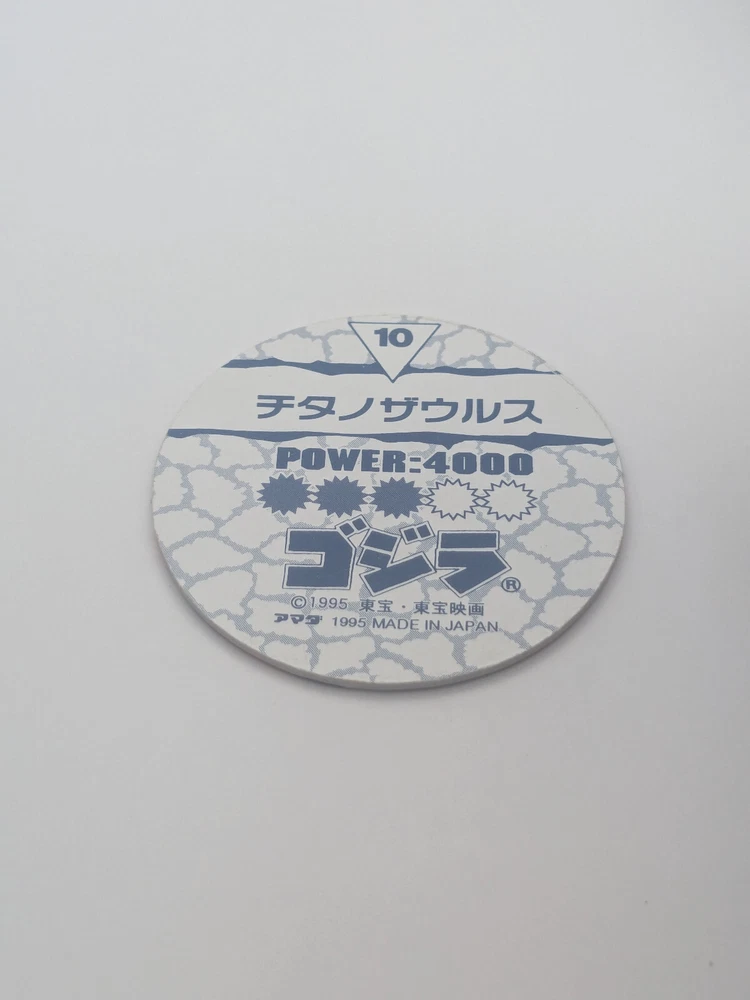 10
チタノザウルス
POWER:4000
ゴジラ®
©1995 東宝・東宝映画
アマダ 1995 MADE IN JAPAN